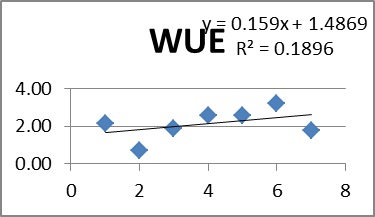 WUE
y = 0.159x + 1.4869
R² = 0.1896
4.00
2.00
0.00
0 2 4 6 8